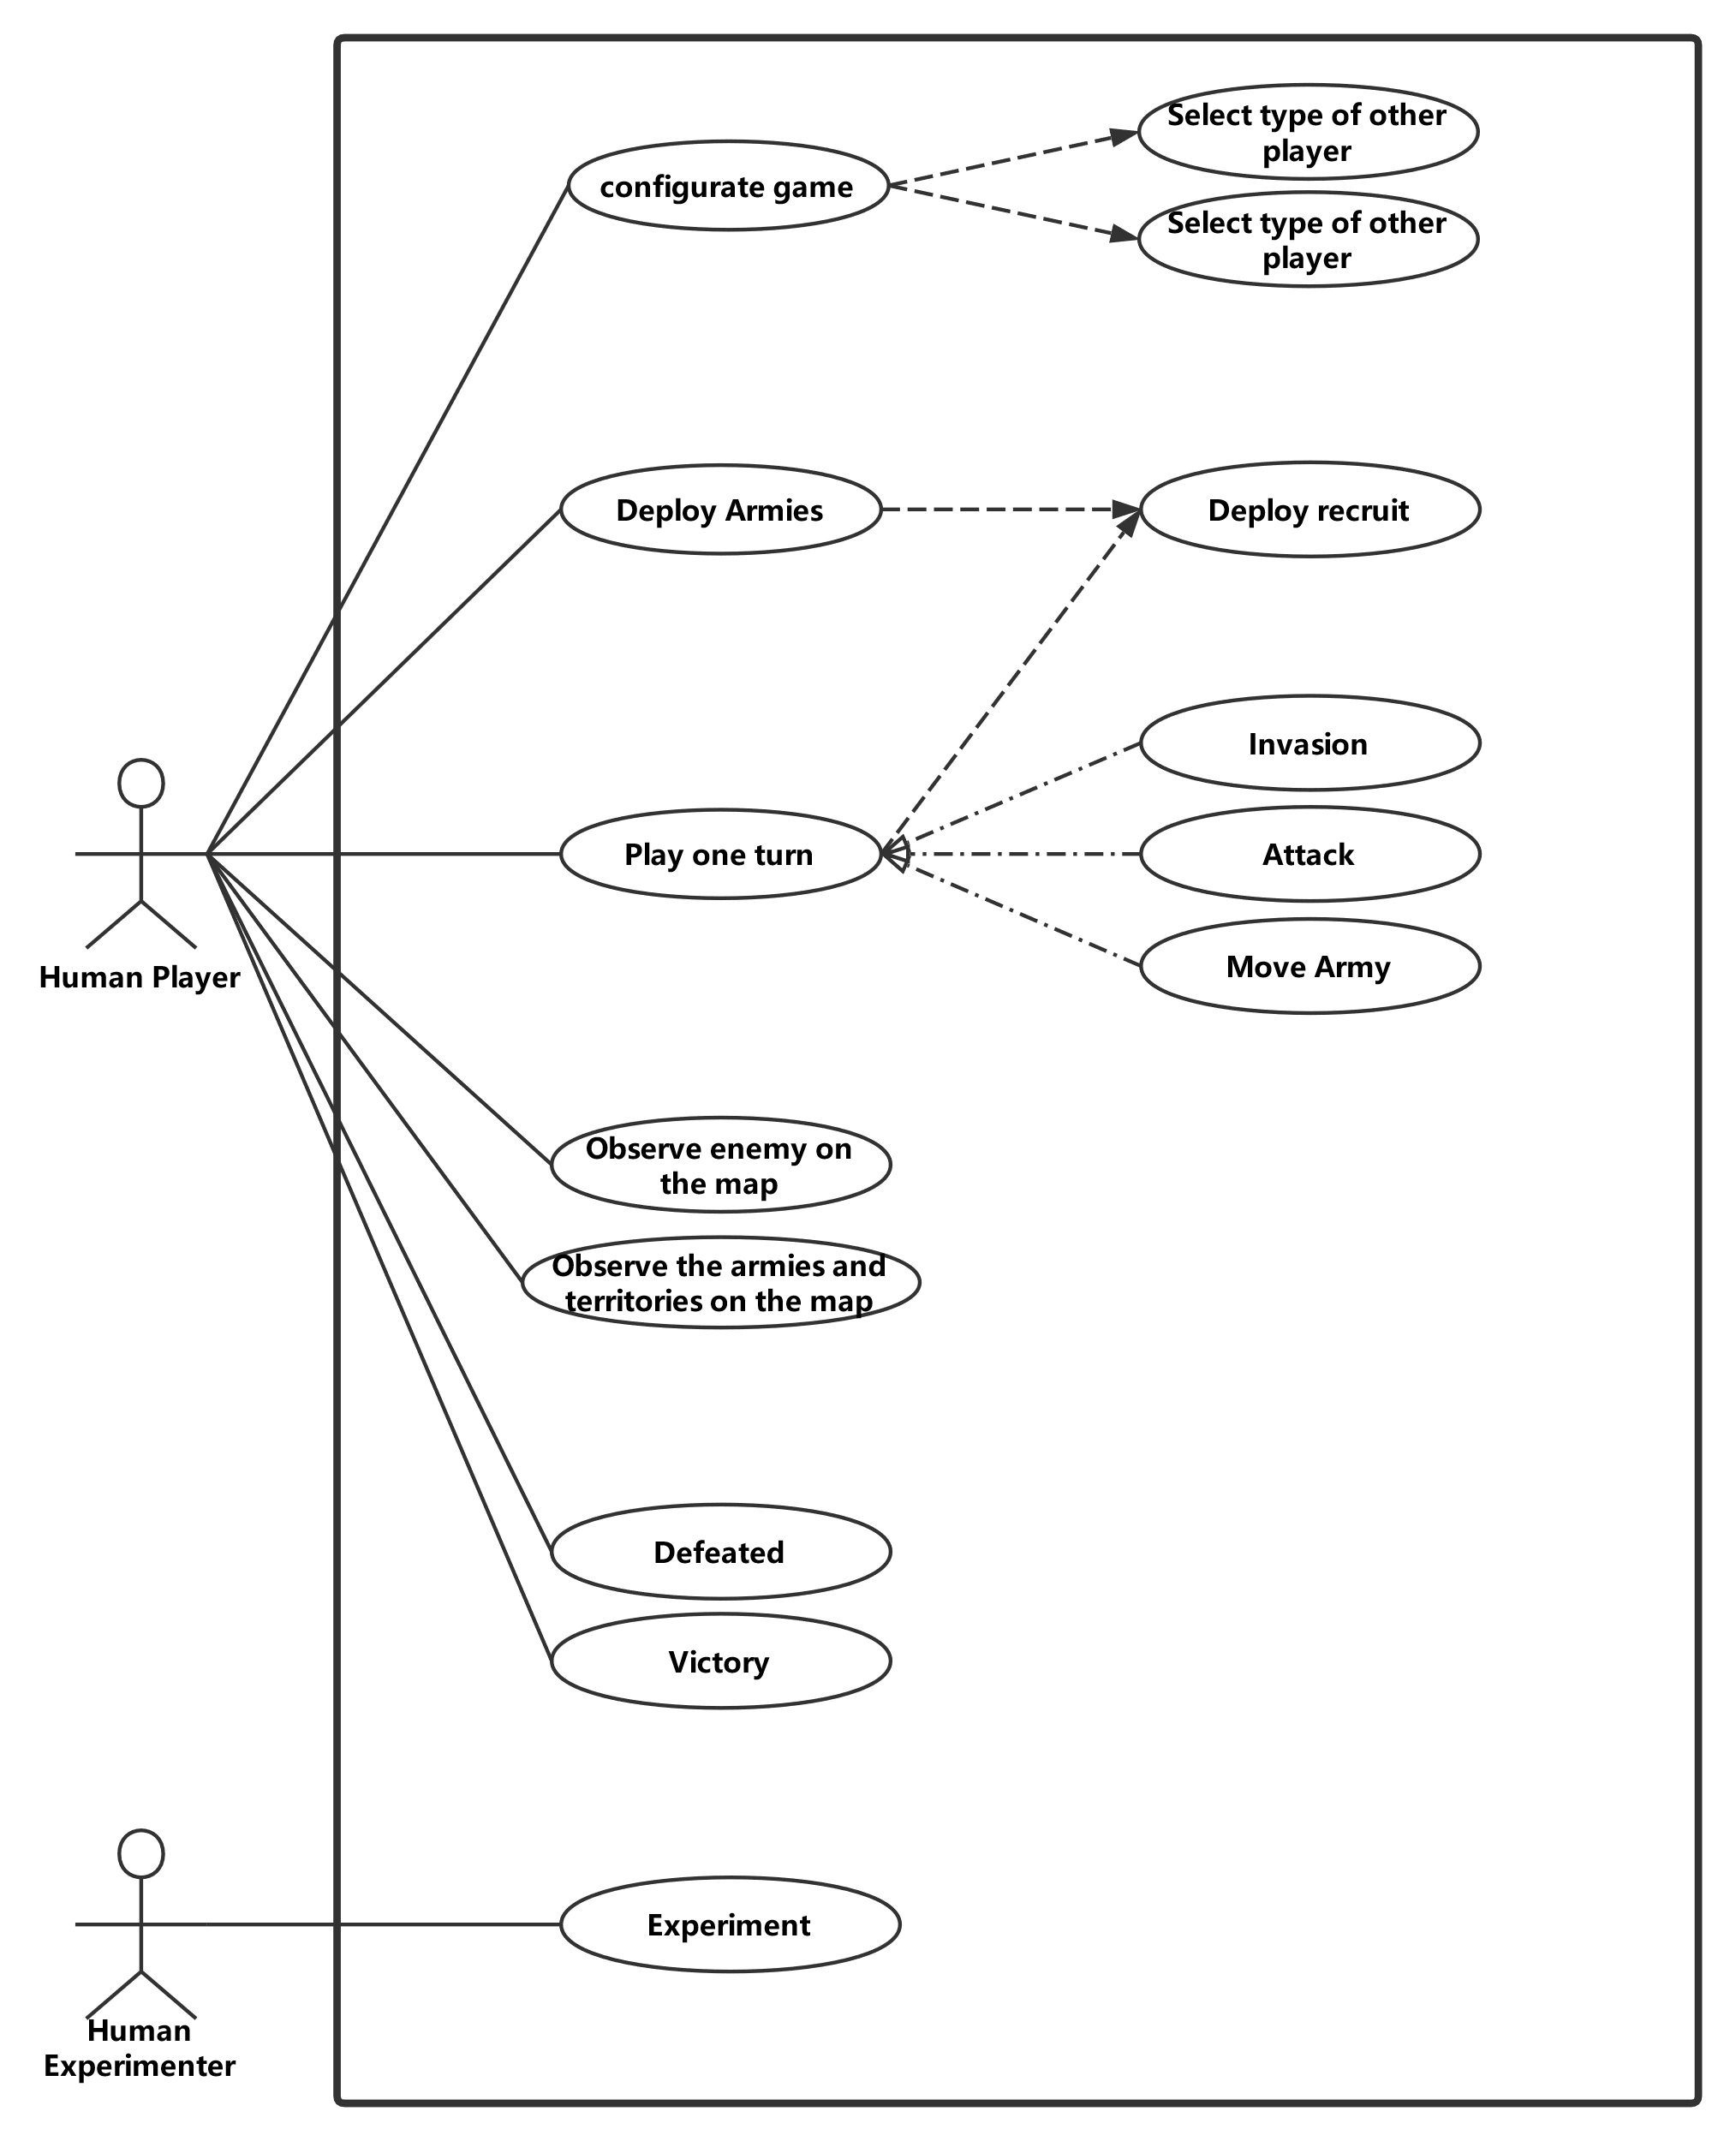 Select type of other
player
configurate game
Select type of other
player
Deploy Armies
Deploy recruit
Invasion
Play one turn
Attack
Move Army
Human Player
Observe enemy on
the map
Observe the armies and
territories on the map
Defeated
Victory
Experiment
Human
Experimenter